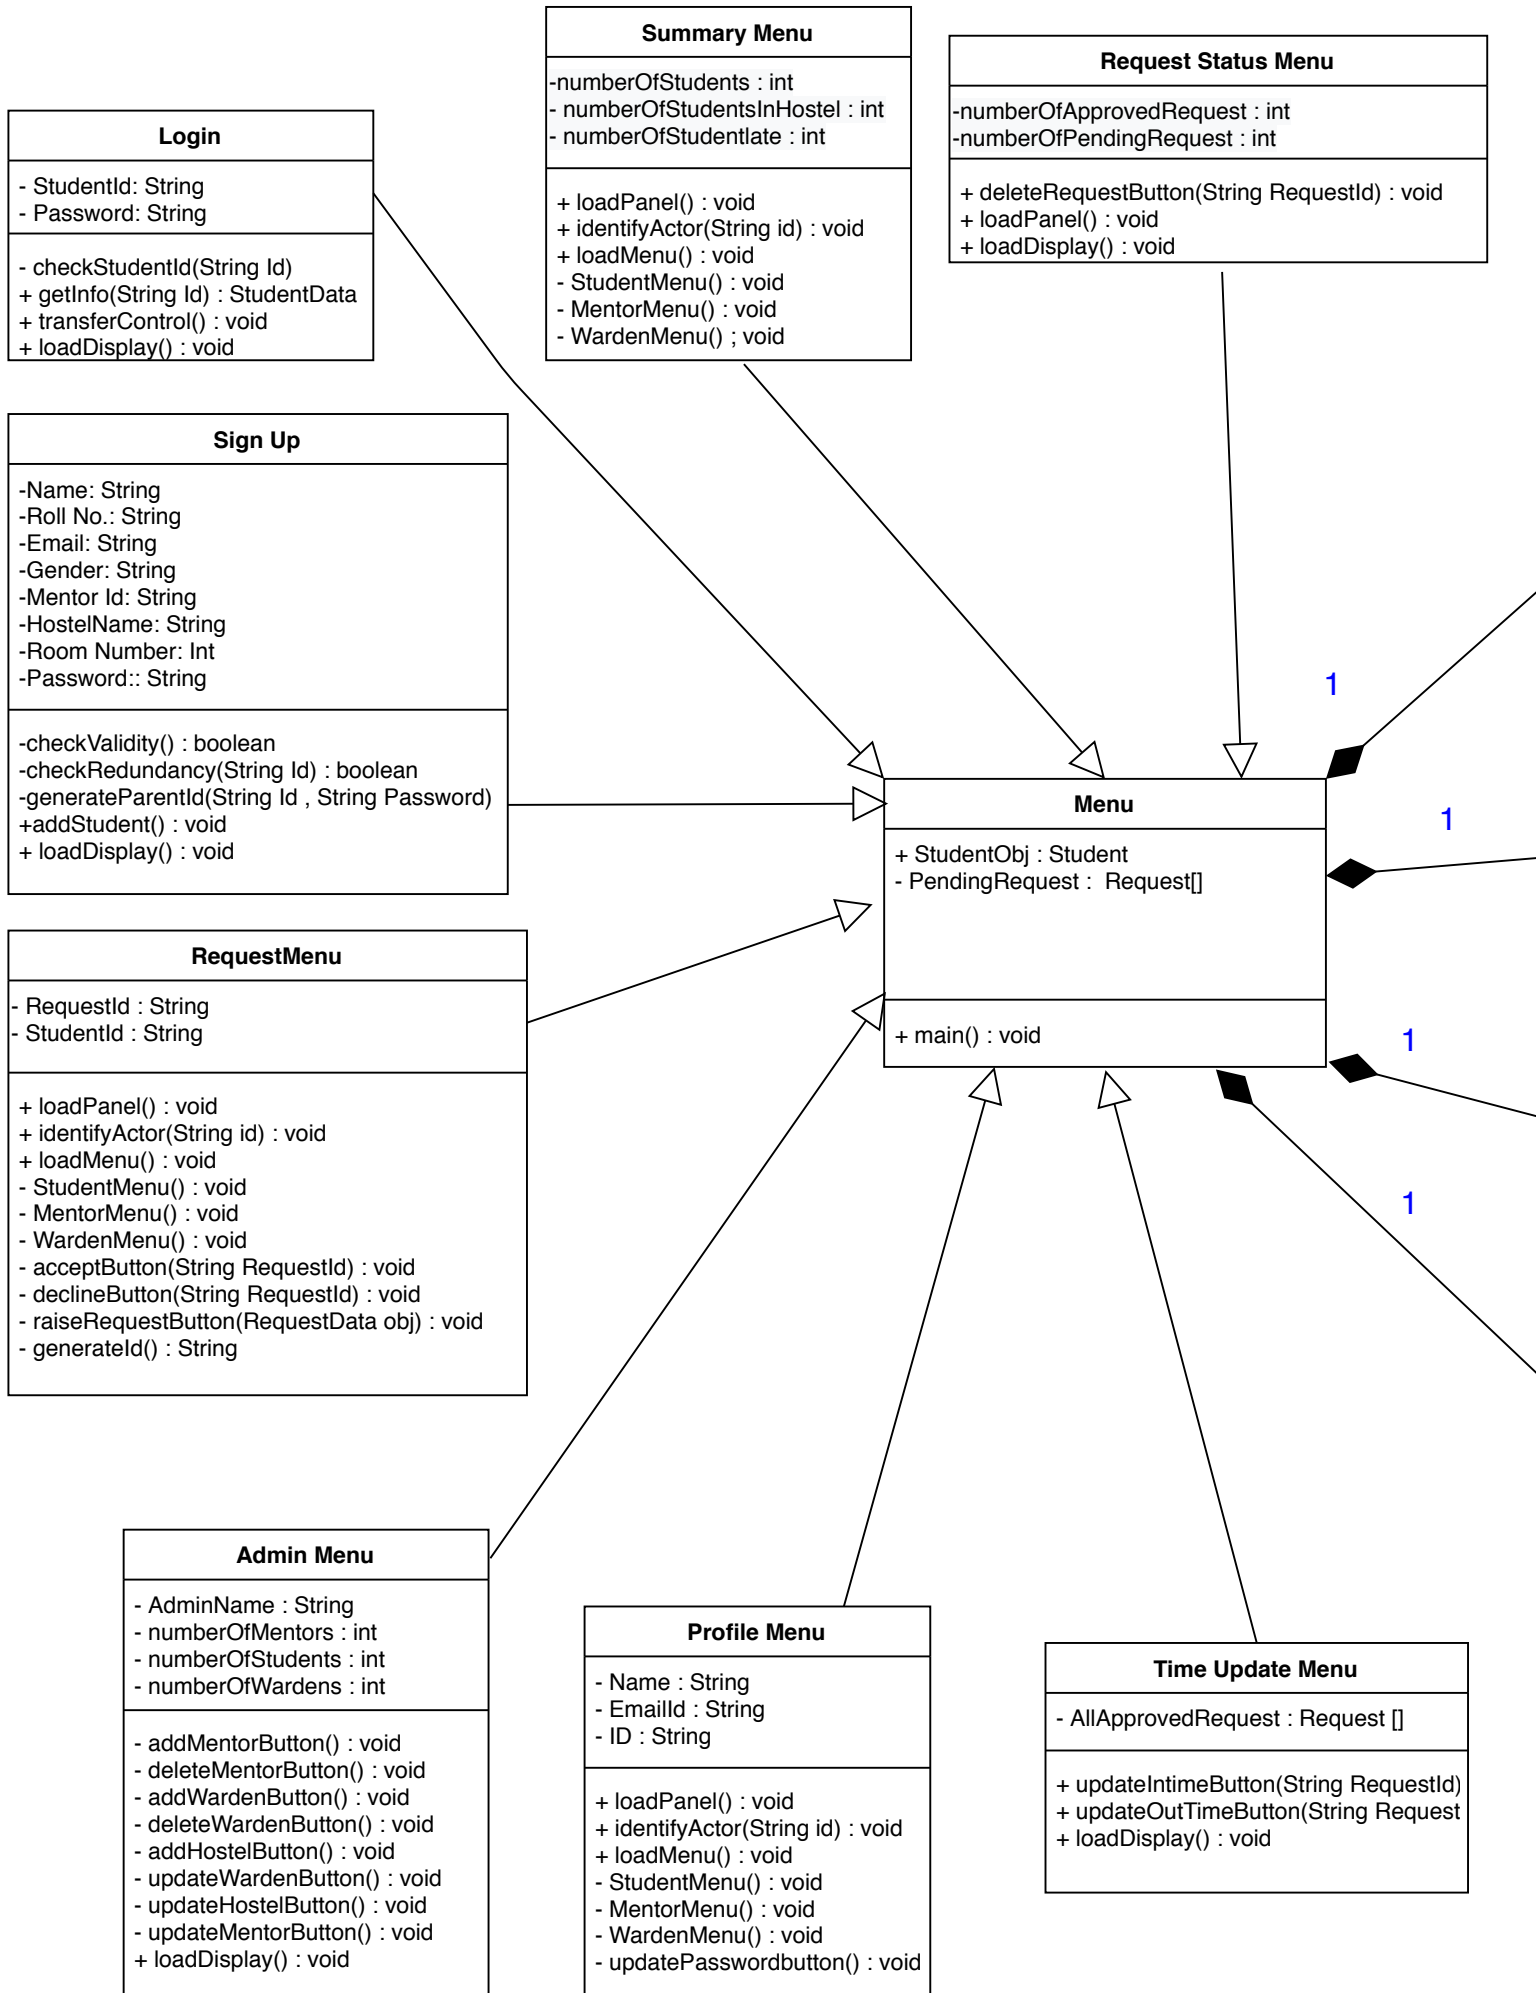 Summary Menu
-numberOfStudents : int
- numberOfStudentsInHostel : int
- numberOfStudentlate : int
+ loadPanel() : void
+ identifyActor(String id) : void
+ loadMenu() : void
- StudentMenu() : void
- MentorMenu() : void
- WardenMenu() ; void
Request Status Menu
-numberOfApprovedRequest : int
-numberOfPendingRequest : int
+ deleteRequestButton(String RequestId) : void
+ loadPanel() : void
+ loadDisplay() : void
Login
- StudentId: String
- Password: String
- checkStudentId(String Id)
+ getInfo(String Id) : StudentData
+ transferControl() : void
+ loadDisplay() : void
Sign Up
-Name: String
-Roll No.: String
-Email: String
-Gender: String
-Mentor Id: String
-HostelName: String
-Room Number: Int
-Password:: String
-checkValidity() : boolean
-checkRedundancy(String Id) : boolean
-generateParentId(String Id , String Password)
+addStudent() : void
+ loadDisplay() : void
1
1
Menu
+ StudentObj : Student
- PendingRequest :  Request[]
+ main() : void
1
1
RequestMenu
- RequestId : String
- StudentId : String
+ loadPanel() : void
+ identifyActor(String id) : void
+ loadMenu() : void
- StudentMenu() : void
- MentorMenu() : void
- WardenMenu() : void
- acceptButton(String RequestId) : void
- declineButton(String RequestId) : void
- raiseRequestButton(RequestData obj) : void
- generateId() : String
Admin Menu
- AdminName : String
- numberOfMentors : int
- numberOfStudents : int
- numberOfWardens : int
- addMentorButton() : void
- deleteMentorButton() : void
- addWardenButton() : void
- deleteWardenButton() : void
- addHostelButton() : void
- updateWardenButton() : void
- updateHostelButton() : void
- updateMentorButton() : void
+ loadDisplay() : void
Profile Menu
- Name : String
- EmailId : String
- ID : String
+ loadPanel() : void
+ identifyActor(String id) : void
+ loadMenu() : void
- StudentMenu() : void
- MentorMenu() : void
- WardenMenu() : void
- updatePasswordbutton() : void
Time Update Menu
- AllApprovedRequest : Request []
+ updateIntimeButton(String RequestId)
+ updateOutTimeButton(String Request
+ loadDisplay() : void